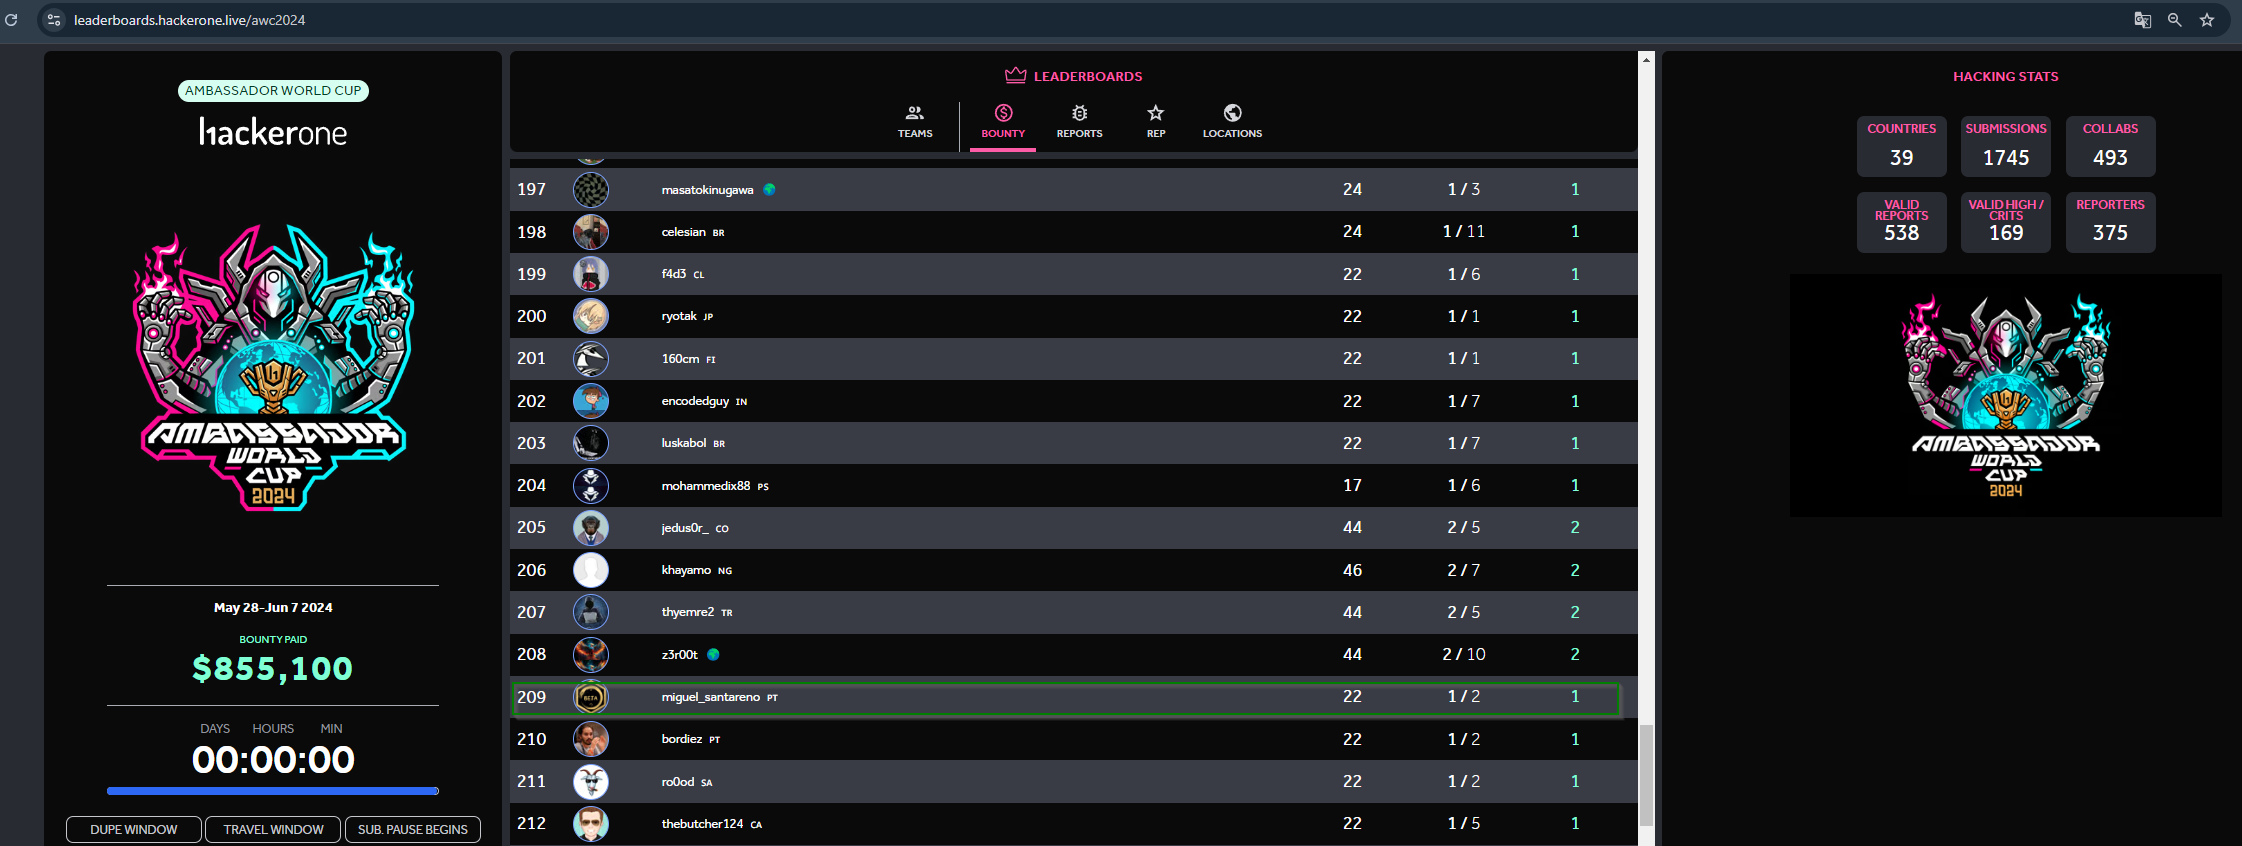 leaderboards.hackerone.live/awc2024
AMBASSADOR WORLD CUP
hackerone
AMBASSADOR
WORLD
CUP
2024
May 28-Jun 7 2024
BOUNTY PAID
$855,100
DAYS HOURS MIN
00:00:00
DUPE WINDOW TRAVEL WINDOW SUB. PAUSE BEGINS
LEADERBOARDS
TEAMS BOUNTY REPORTS REP LOCATIONS
197 masatokinugawa 24 1 / 3 1
198 celesian BR 24 1 / 11 1
199 f4d3 CL 22 1 / 6 1
200 ryotak JP 22 1 / 1 1
201 160cm FI 22 1 / 1 1
202 encodedguy IN 22 1 / 7 1
203 luskabol BR 22 1 / 7 1
204 mohammedix88 PS 17 1 / 6 1
205 jedus0r_ CO 44 2 / 5 2
206 khayamo NG 46 2 / 7 2
207 thyemre2 TR 44 2 / 5 2
208 z3r00t 44 2 / 10 2
209 BETA miguel_santareno PT 22 1 / 2 1
210 bordiez PT 22 1 / 2 1
211 ro0od SA 22 1 / 2 1
212 thebutcher124 CA 22 1 / 5 1
HACKING STATS
COUNTRIES SUBMISSIONS COLLABS
39 1745 493
VALID REPORTS VALID HIGH / CRITS REPORTERS
538 169 375
AMBASSADOR
WORLD
CUP
2024